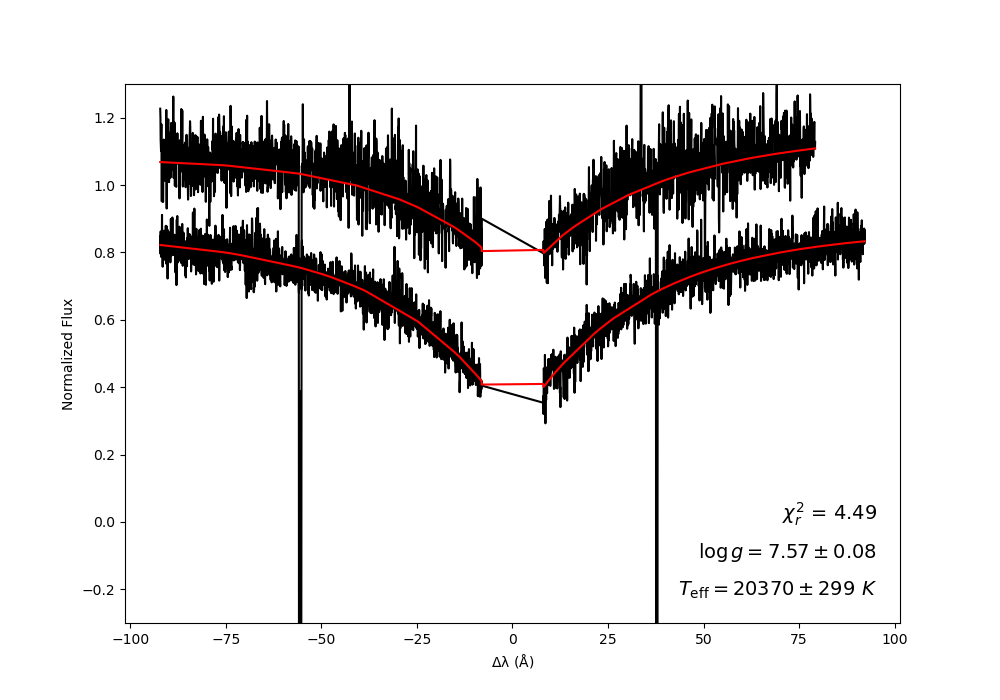 1.2
1.0
0.8
0.6
0.4
0.2
0.0
−0.2
Normalized Flux
χ²ᵣ = 4.49
log g = 7.57 ± 0.08
T_eff = 20370 ± 299 K
−100 −75 −50 −25 0 25 50 75 100
Δλ (Å)